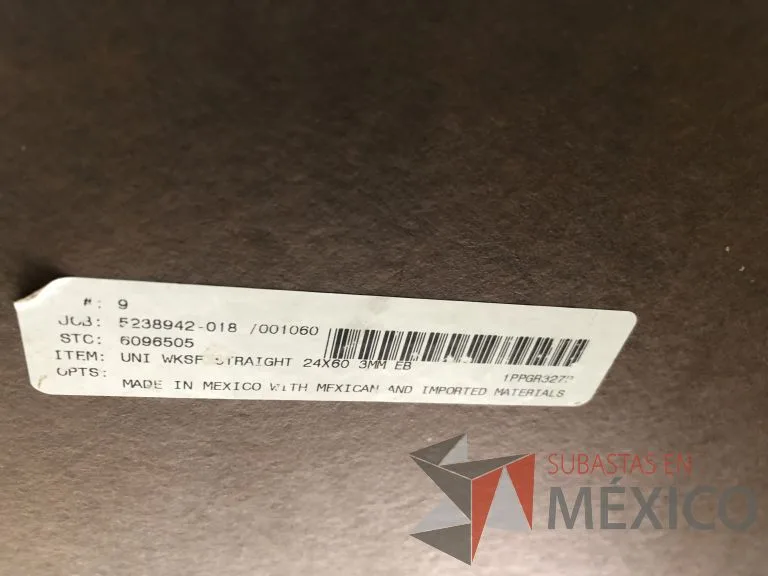 #: 9
JOB: 5238942-018 /001060
STC: 6096505
ITEM: UNI WKSF STRAIGHT 24X60 3MM EB
OPTS:
MADE IN MEXICO WITH MEXICAN AND IMPORTED MATERIALS
SUBASTAS EN
MÉXICO